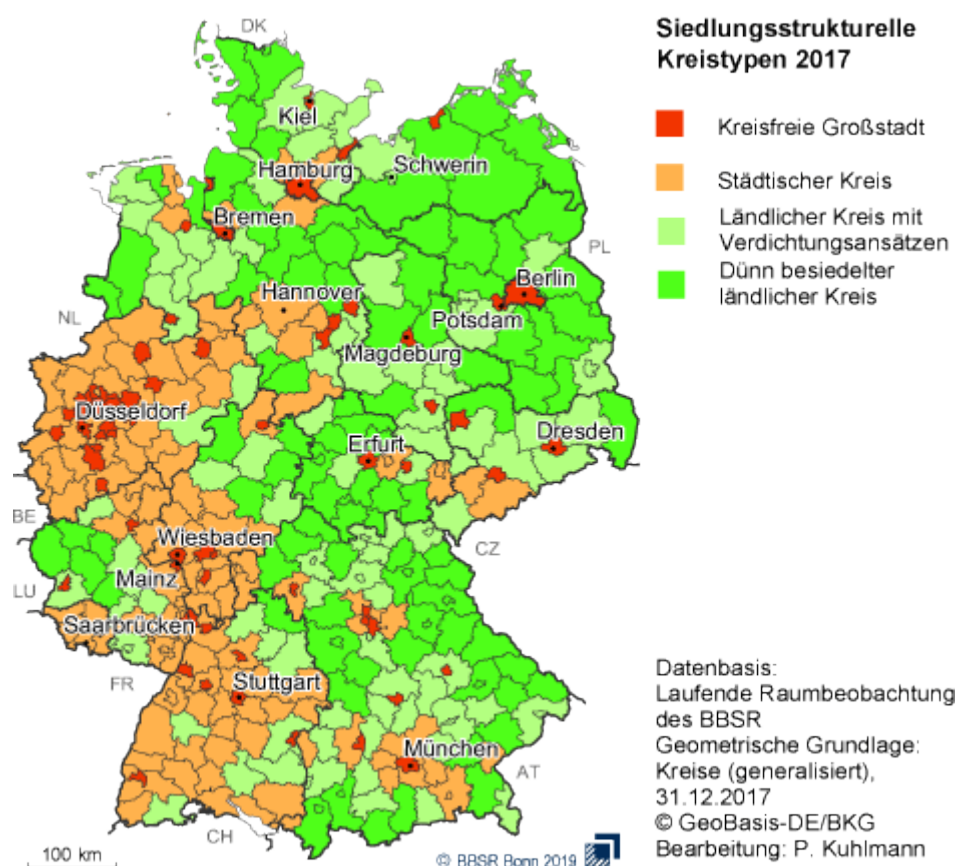 DK
Siedlungsstrukturelle
Kreistypen 2017
Kiel
Kreisfreie Großstadt
Schwerin
Hamburg
Städtischer Kreis
Bremen
Ländlicher Kreis mit
Verdichtungsansätzen
PL
Dünn besiedelter
ländlicher Kreis
Berlin
Hannover
NL
Potsdam
Magdeburg
Düsseldorf
Erfurt
Dresden
BE
Wiesbaden
CZ
Mainz
LU
Saarbrücken
FR
Stuttgart
Datenbasis:
Laufende Raumbeobachtung
des BBSR
Geometrische Grundlage:
Kreise (generalisiert),
31.12.2017
© GeoBasis-DE/BKG
Bearbeitung: P. Kuhlmann
München
AT
CH
100 km
© BBSR Bonn 2019